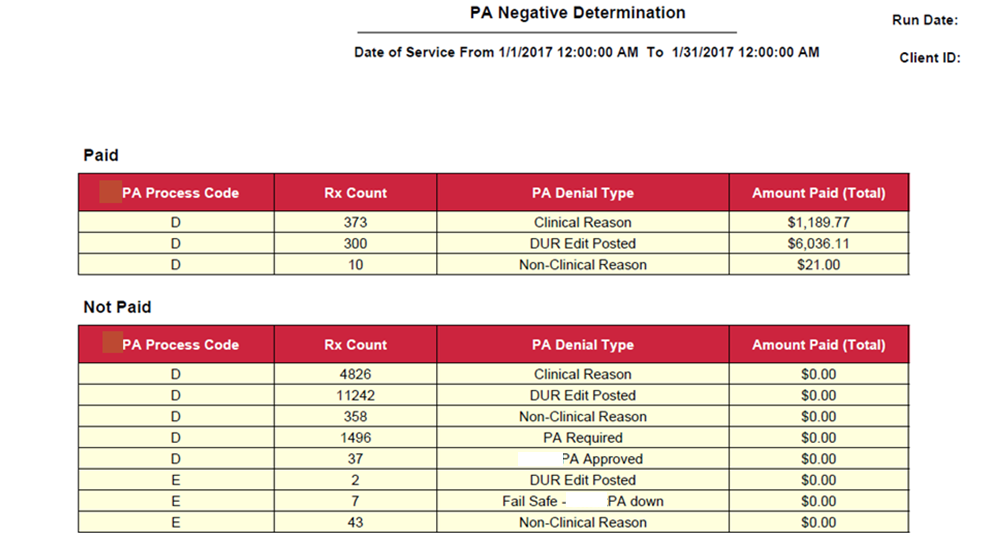 PA Negative Determination
Run Date:
Date of Service From 1/1/2017 12:00:00 AM To 1/31/2017 12:00:00 AM
Client ID:
Paid
PA Process Code Rx Count PA Denial Type Amount Paid (Total)
D 373 Clinical Reason $1,189.77
D 300 DUR Edit Posted $6,036.11
D 10 Non-Clinical Reason $21.00
Not Paid
PA Process Code Rx Count PA Denial Type Amount Paid (Total)
D 4826 Clinical Reason $0.00
D 11242 DUR Edit Posted $0.00
D 358 Non-Clinical Reason $0.00
D 1496 PA Required $0.00
D 37 PA Approved $0.00
E 2 DUR Edit Posted $0.00
E 7 Fail Safe - PA down $0.00
E 43 Non-Clinical Reason $0.00